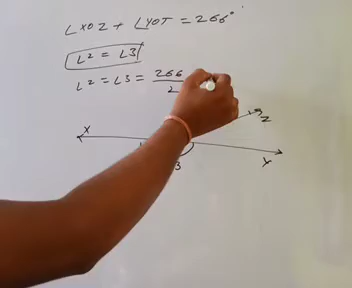 ∠XOZ + ∠YOT = 266°
∠2 = ∠3
∠2 = ∠3 = 266/2
Z
X
Y
3